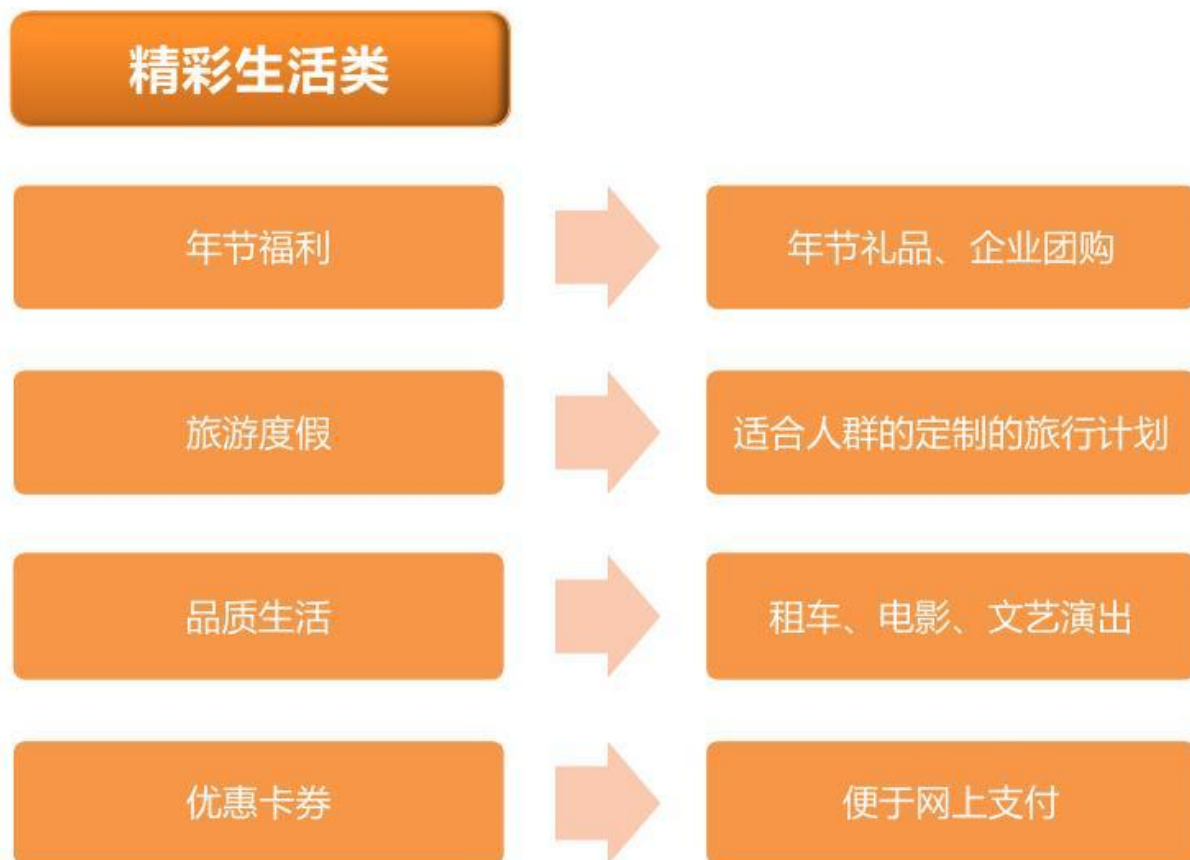 精彩生活类
年节福利
年节礼品、企业团购
旅游度假
适合人群的定制的旅行计划
品质生活
租车、电影、文艺演出
优惠卡券
便于网上支付